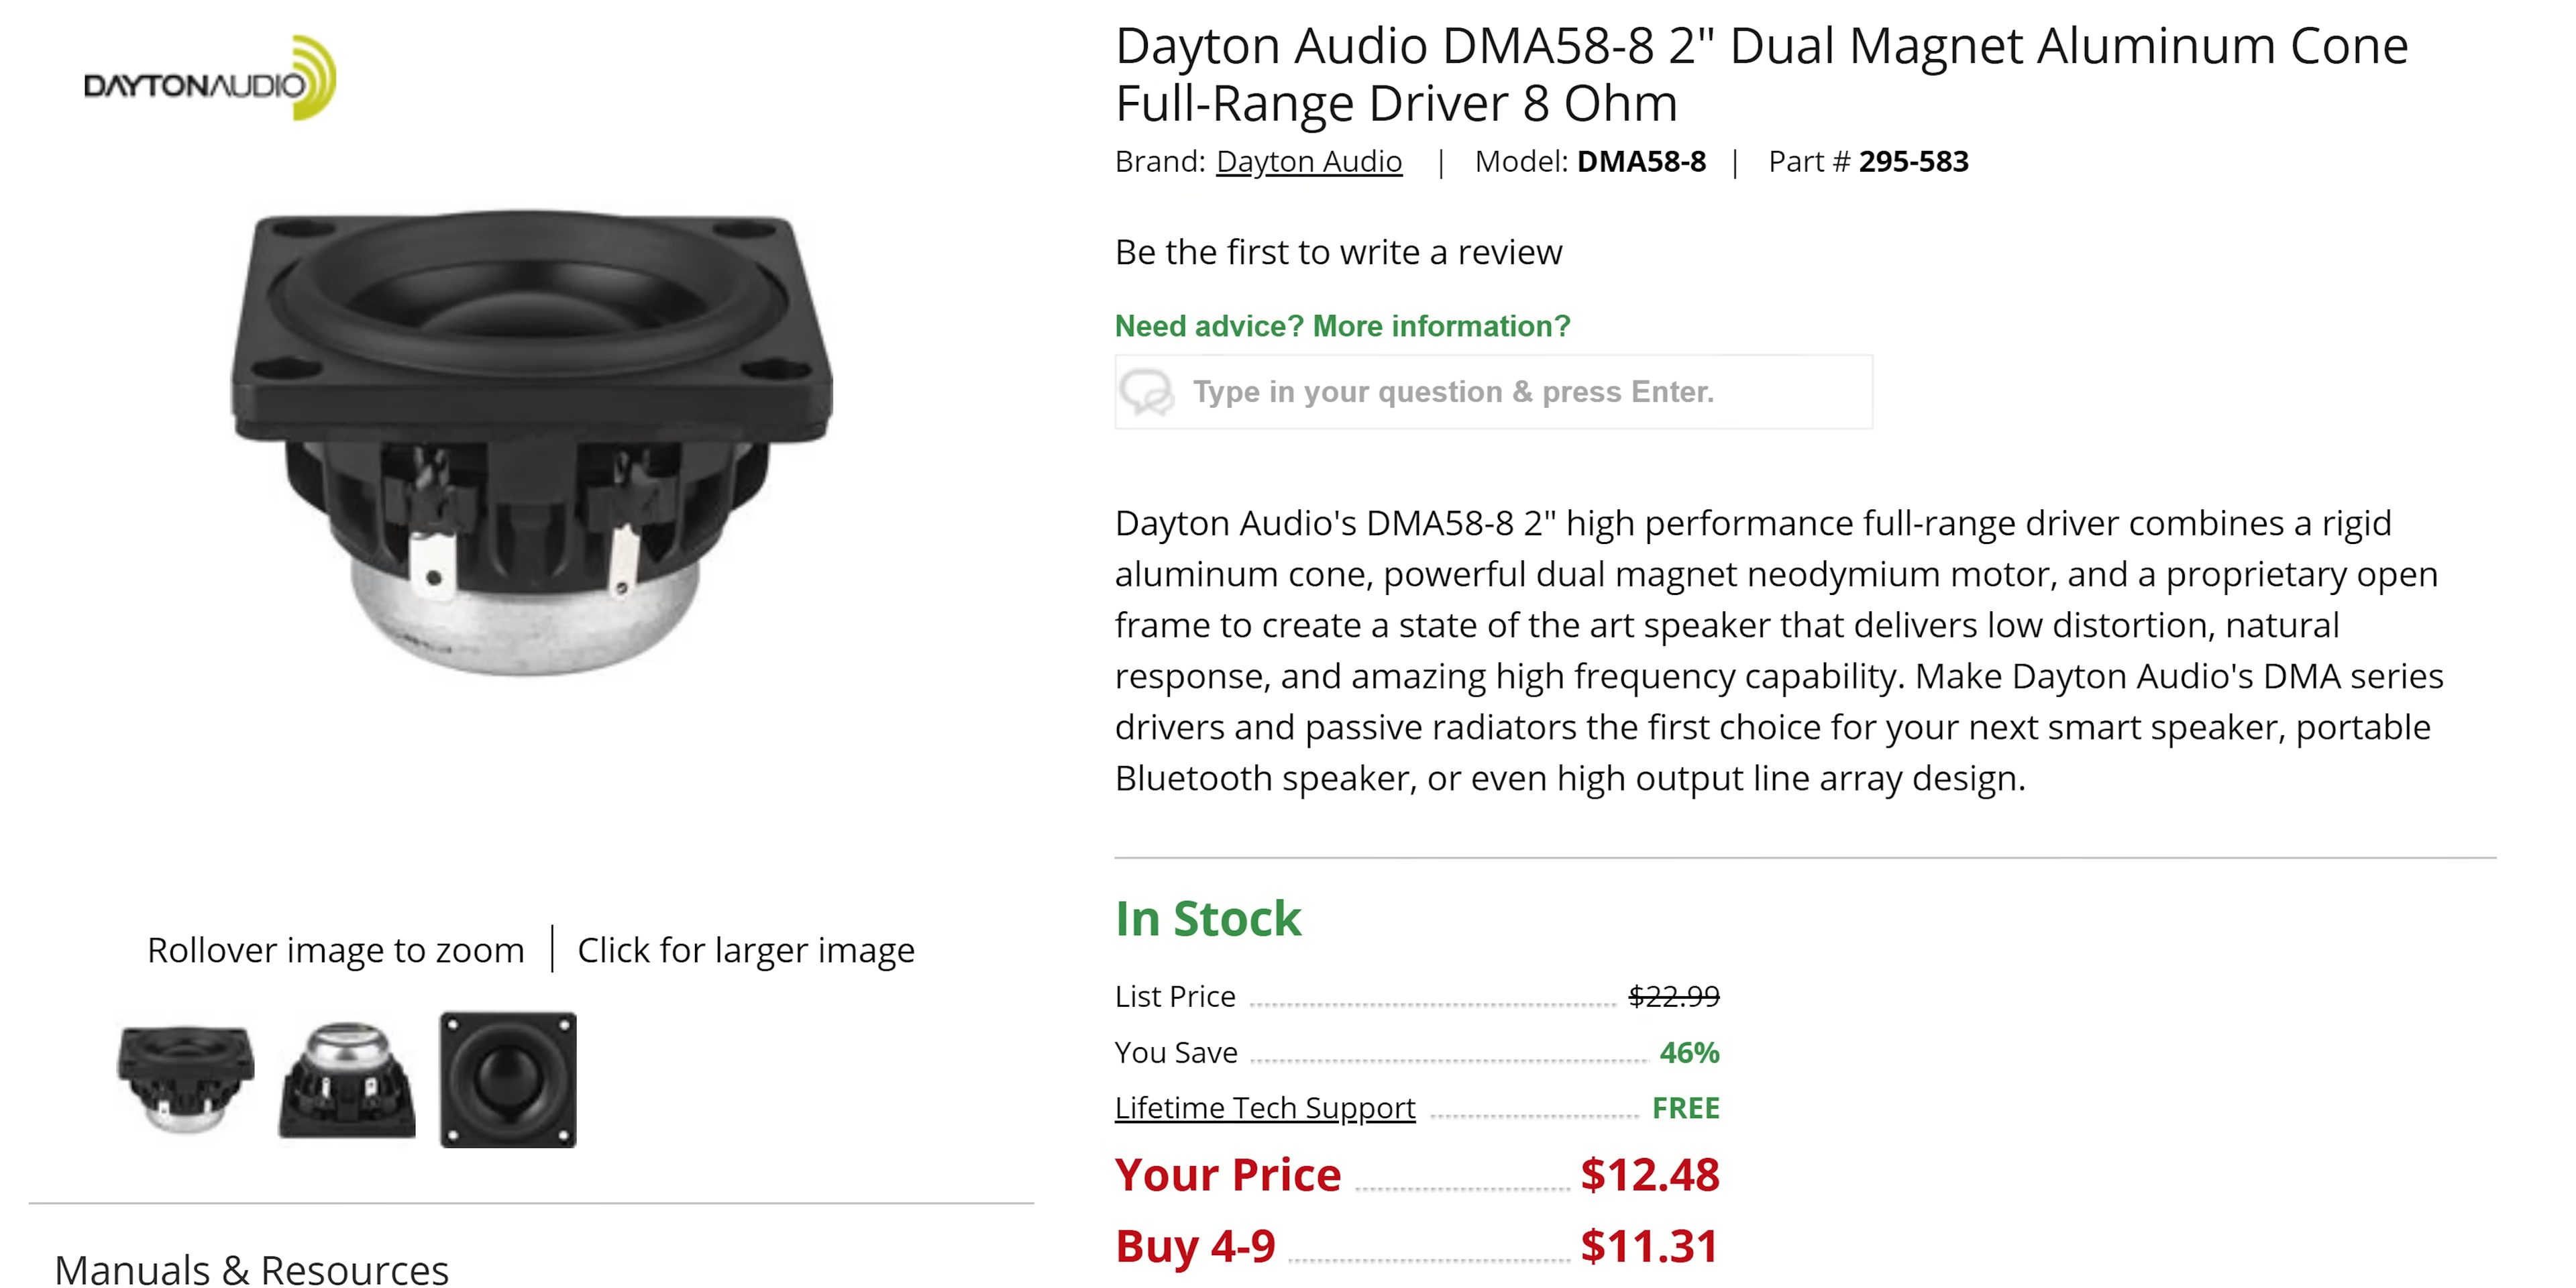 DAYTONAUDIO
Dayton Audio DMA58-8 2" Dual Magnet Aluminum Cone
Full-Range Driver 8 Ohm
Brand: Dayton Audio | Model: DMA58-8 | Part # 295-583
Be the first to write a review
Need advice? More information?
Type in your question & press Enter.
Dayton Audio's DMA58-8 2" high performance full-range driver combines a rigid
aluminum cone, powerful dual magnet neodymium motor, and a proprietary open
frame to create a state of the art speaker that delivers low distortion, natural
response, and amazing high frequency capability. Make Dayton Audio's DMA series
drivers and passive radiators the first choice for your next smart speaker, portable
Bluetooth speaker, or even high output line array design.
Rollover image to zoom | Click for larger image
In Stock
List Price $22.99
You Save 46%
Lifetime Tech Support FREE
Your Price $12.48
Buy 4-9 $11.31
Manuals & Resources